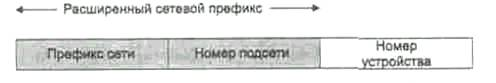 Расширенный сетевой префикс
Префикс сети Номер подсети Номер
устройства